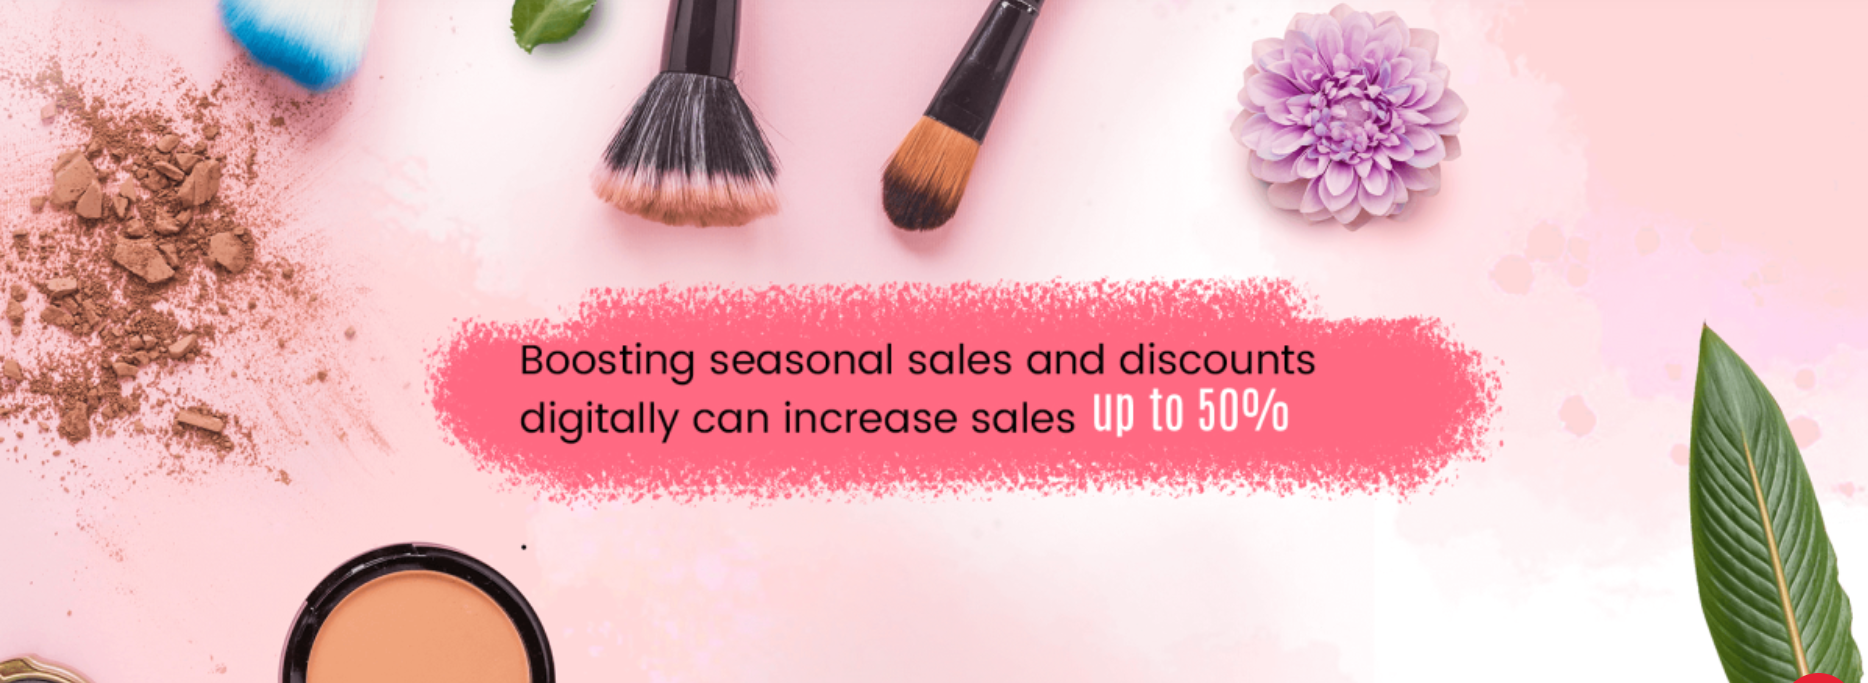 Boosting seasonal sales and discounts
digitally can increase sales up to 50%